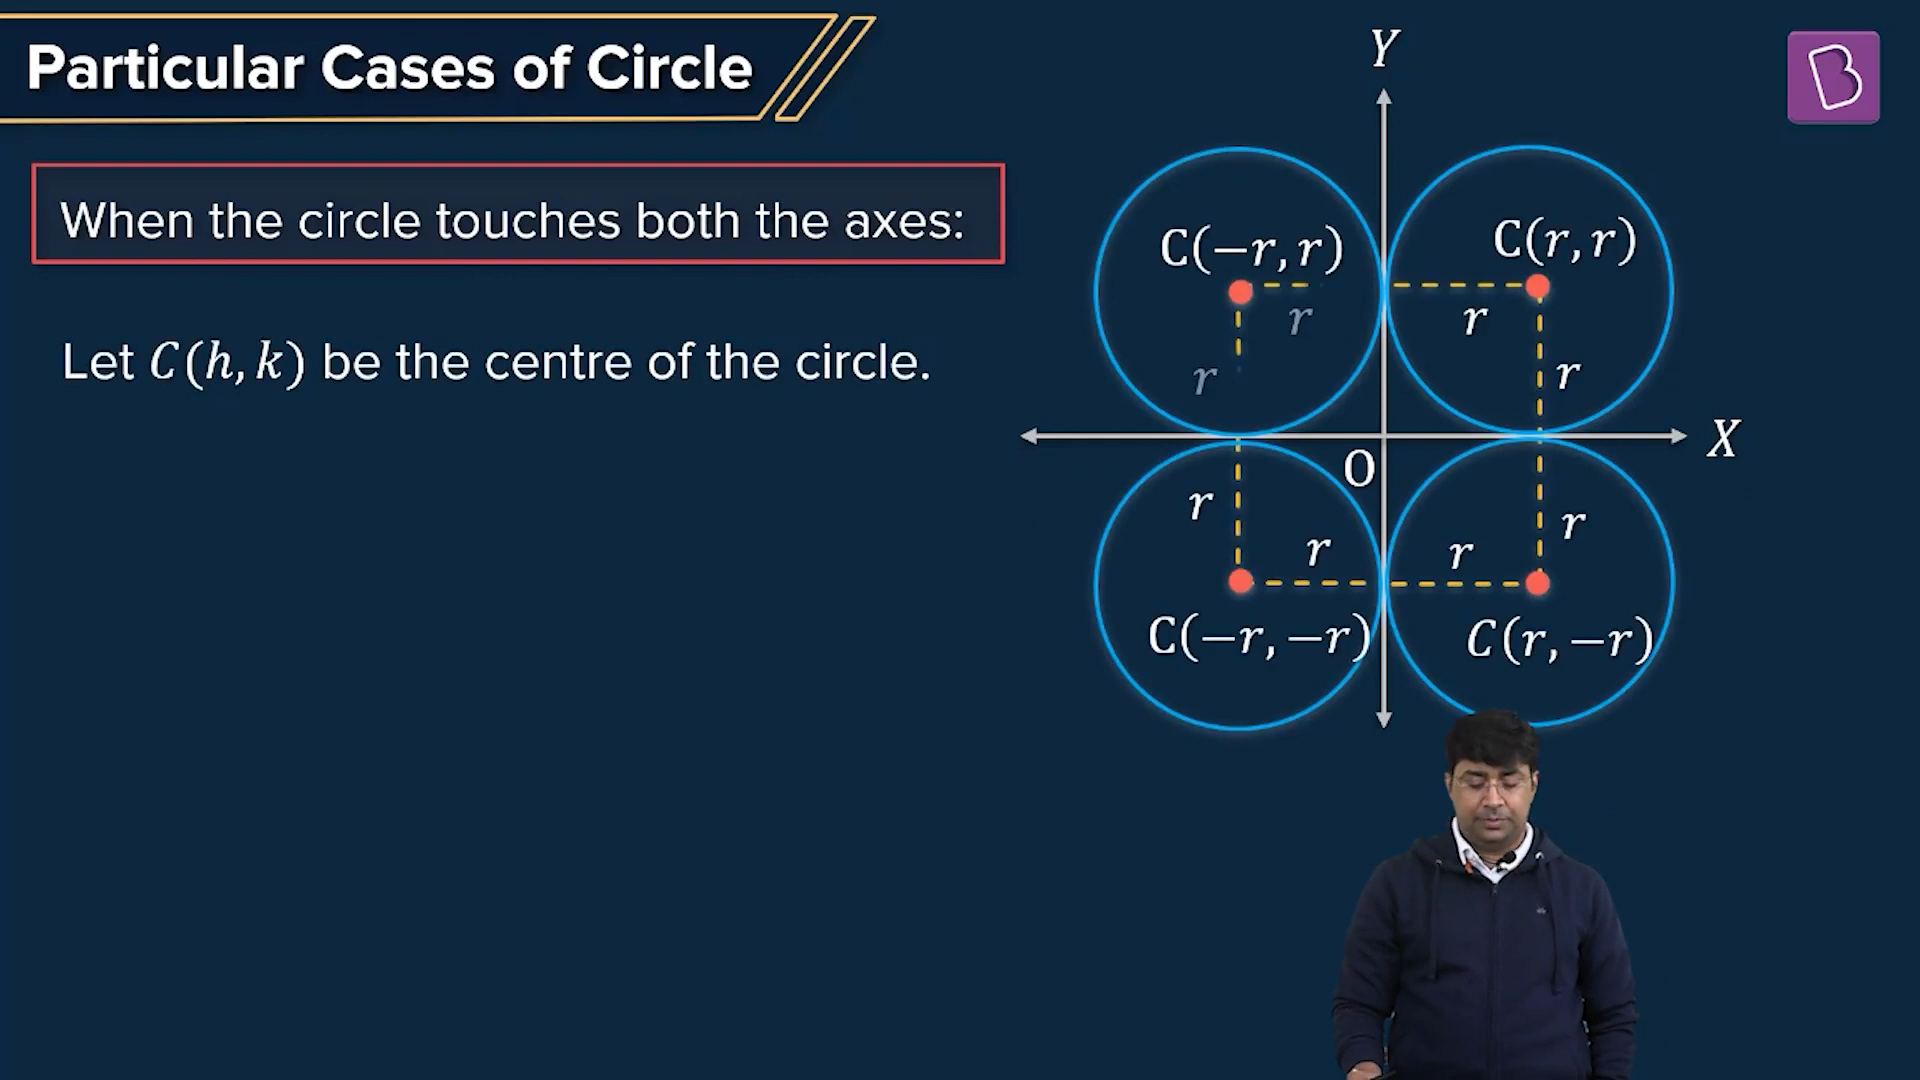 Particular Cases of Circle
When the circle touches both the axes:
Let C(h, k) be the centre of the circle.
Y
C(−r, r)
C(r, r)
r
r
r
r
X
O
r
r
r
r
C(−r, −r)
C(r, −r)
B